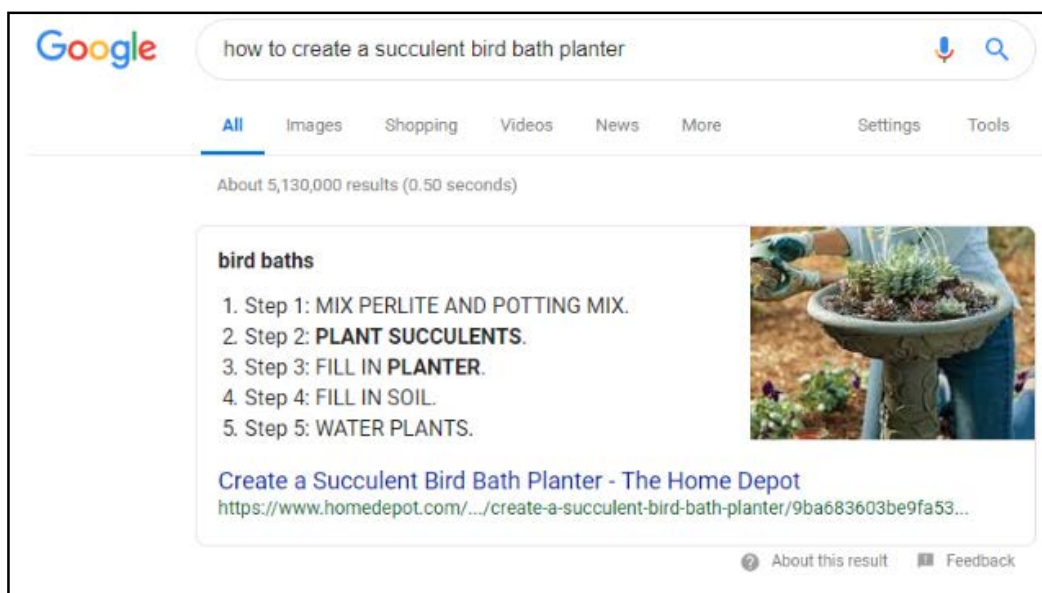 Google
how to create a succulent bird bath planter
All Images Shopping Videos News More Settings Tools
About 5,130,000 results (0.50 seconds)
bird baths
1. Step 1: MIX PERLITE AND POTTING MIX.
2. Step 2: PLANT SUCCULENTS.
3. Step 3: FILL IN PLANTER.
4. Step 4: FILL IN SOIL.
5. Step 5: WATER PLANTS.
Create a Succulent Bird Bath Planter - The Home Depot
https://www.homedepot.com/.../create-a-succulent-bird-bath-planter/9ba683603be9fa53...
About this result Feedback